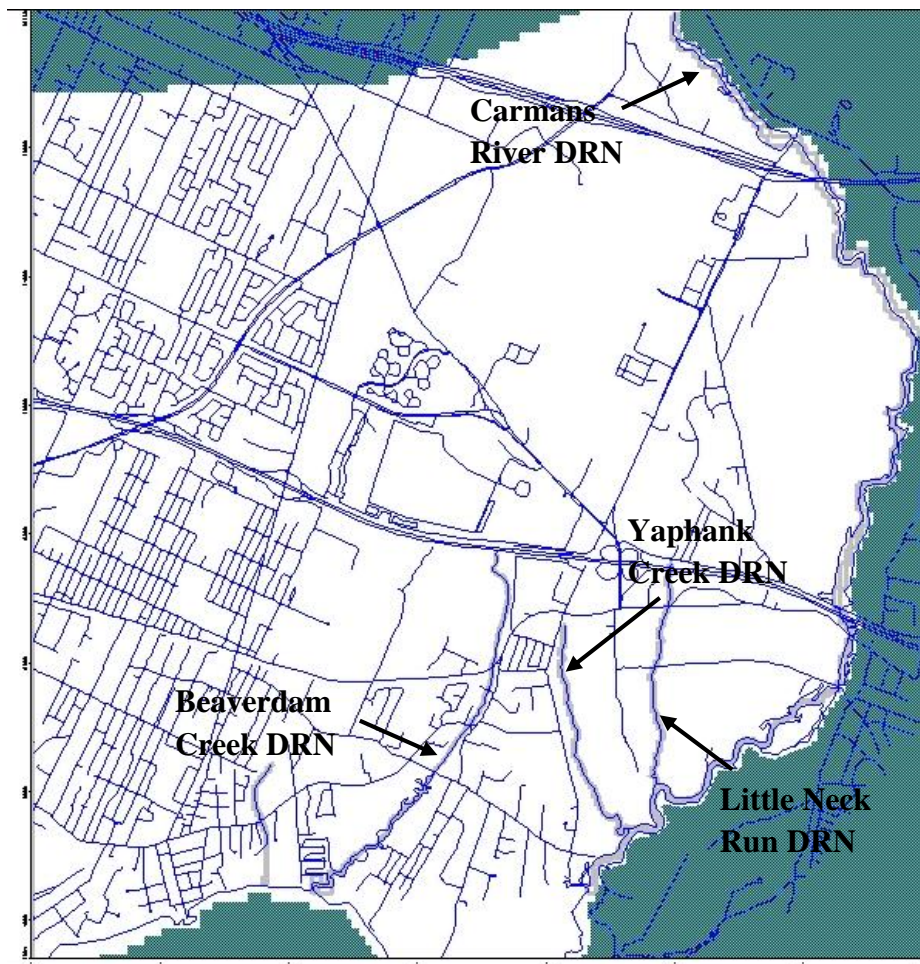 Carmans
River DRN
Yaphank
Creek DRN
Beaverdam
Creek DRN
Little Neck
Run DRN